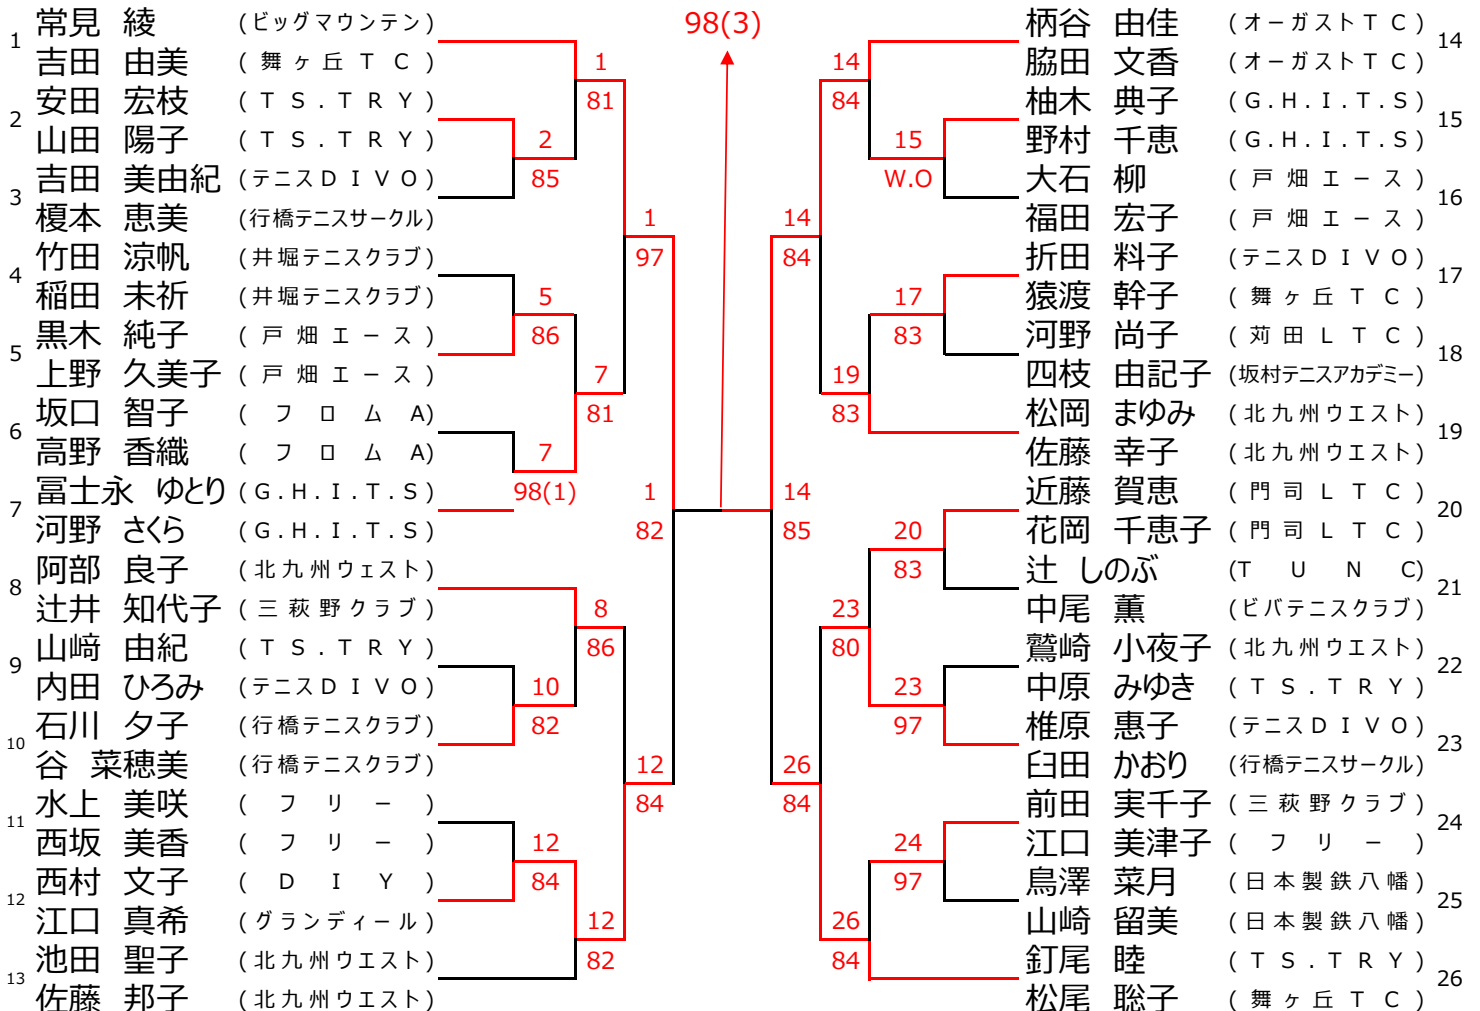 98(3)
1
常見 綾 (ビッグマウンテン)
吉田 由美 (舞ヶ丘TC)
2
安田 宏枝 (TS.TRY)
山田 陽子 (TS.TRY)
3
吉田 美由紀 (テニスDIVO)
榎本 恵美 (行橋テニスサークル)
4
竹田 涼帆 (井堀テニスクラブ)
稲田 未祈 (井堀テニスクラブ)
5
黒木 純子 (戸畑エース)
上野 久美子 (戸畑エース)
6
坂口 智子 (フロムA)
高野 香織 (フロムA)
7
冨士永 ゆとり (G.H.I.T.S)
河野 さくら (G.H.I.T.S)
8
阿部 良子 (北九州ウェスト)
辻井 知代子 (三萩野クラブ)
9
山﨑 由紀 (TS.TRY)
内田 ひろみ (テニスDIVO)
10
石川 夕子 (行橋テニスクラブ)
谷 菜穂美 (行橋テニスクラブ)
11
水上 美咲 (フリー)
西坂 美香 (フリー)
12
西村 文子 (DIY)
江口 真希 (グランディール)
13
池田 聖子 (北九州ウエスト)
佐藤 邦子 (北九州ウエスト)
2
85
5
86
7
98(1)
10
82
12
84
1
81
7
81
8
86
12
82
1
97
12
84
1
82
14
85
14
84
26
84
14
84
19
83
23
80
26
84
15
W.O
17
83
20
83
23
97
24
97
柄谷 由佳 (オーガストTC)
14
脇田 文香 (オーガストTC)
柚木 典子 (G.H.I.T.S)
15
野村 千恵 (G.H.I.T.S)
大石 柳 (戸畑エース)
16
福田 宏子 (戸畑エース)
折田 料子 (テニスDIVO)
17
猿渡 幹子 (舞ヶ丘TC)
河野 尚子 (苅田LTC)
18
四枝 由記子 (坂村テニスアカデミー)
松岡 まゆみ (北九州ウエスト)
19
佐藤 幸子 (北九州ウエスト)
近藤 賀恵 (門司LTC)
20
花岡 千恵子 (門司LTC)
辻 しのぶ (TUNC)
21
中尾 薫 (ビバテニスクラブ)
鷲崎 小夜子 (北九州ウエスト)
22
中原 みゆき (TS.TRY)
椎原 惠子 (テニスDIVO)
23
臼田 かおり (行橋テニスサークル)
前田 実千子 (三萩野クラブ)
24
江口 美津子 (フリー)
鳥澤 菜月 (日本製鉄八幡)
25
山崎 留美 (日本製鉄八幡)
釘尾 睦 (TS.TRY)
26
松尾 聡子 (舞ヶ丘TC)